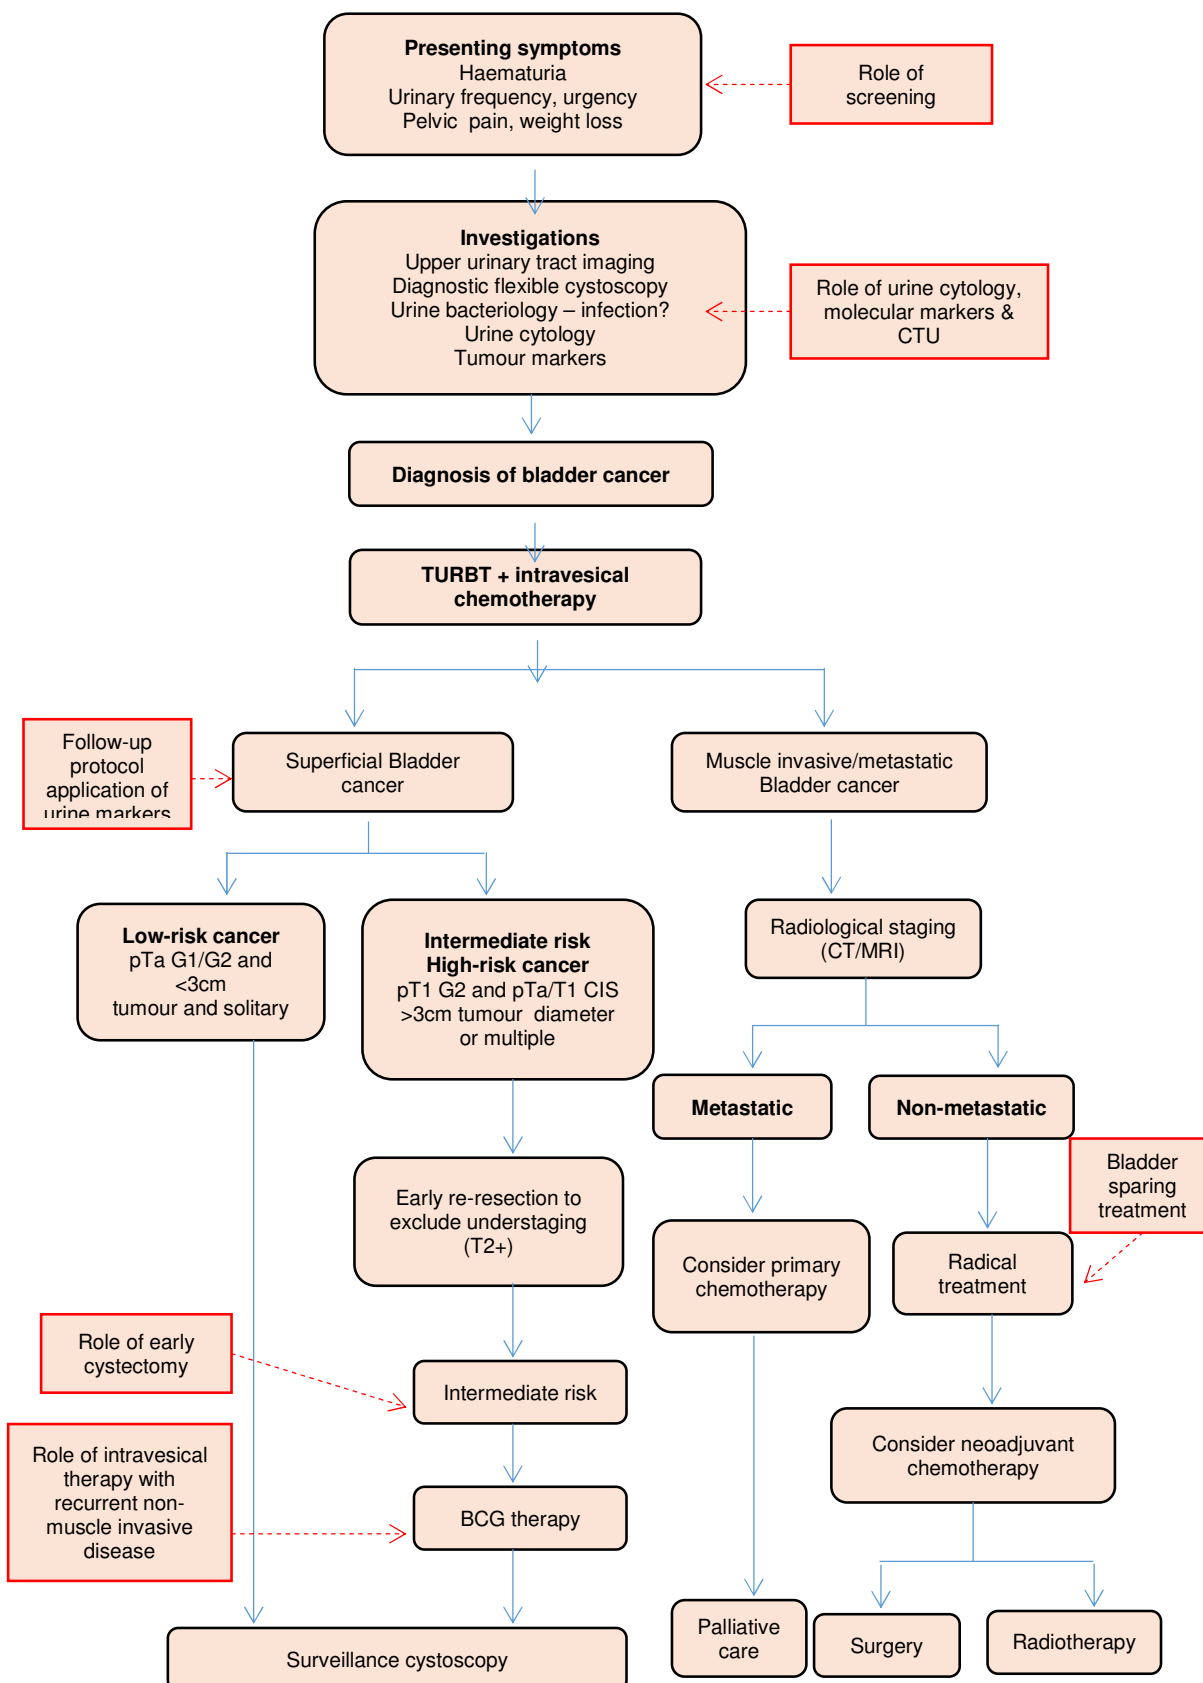 Presenting symptoms
Haematuria
Urinary frequency, urgency
Pelvic pain, weight loss
Role of
screening
Investigations
Upper urinary tract imaging
Diagnostic flexible cystoscopy
Urine bacteriology – infection?
Urine cytology
Tumour markers
Role of urine cytology,
molecular markers &
CTU
Diagnosis of bladder cancer
TURBT + intravesical
chemotherapy
Follow-up
protocol
application of
urine markers
Superficial Bladder
cancer
Muscle invasive/metastatic
Bladder cancer
Low-risk cancer
pTa G1/G2 and
<3cm
tumour and solitary
Intermediate risk
High-risk cancer
pT1 G2 and pTa/T1 CIS
>3cm tumour diameter
or multiple
Radiological staging
(CT/MRI)
Metastatic
Non-metastatic
Bladder
sparing
treatment
Early re-resection to
exclude understaging
(T2+)
Consider primary
chemotherapy
Radical
treatment
Role of early
cystectomy
Intermediate risk
Consider neoadjuvant
chemotherapy
Role of intravesical
therapy with
recurrent non-
muscle invasive
disease
BCG therapy
Surveillance cystoscopy
Palliative
care
Surgery
Radiotherapy